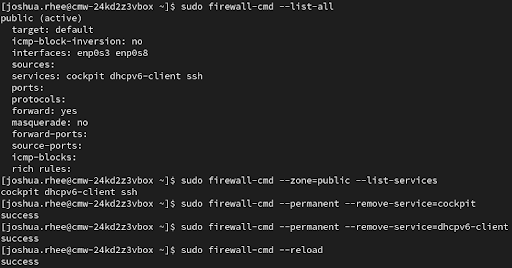 [joshua.rhee@cmw-24kd2z3vbox ~]$ sudo firewall-cmd --list-all
public (active)
  target: default
  icmp-block-inversion: no
  interfaces: enp0s3 enp0s8
  sources:
  services: cockpit dhcpv6-client ssh
  ports:
  protocols:
  forward: yes
  masquerade: no
  forward-ports:
  source-ports:
  icmp-blocks:
  rich rules:
[joshua.rhee@cmw-24kd2z3vbox ~]$ sudo firewall-cmd --zone=public --list-services
cockpit dhcpv6-client ssh
[joshua.rhee@cmw-24kd2z3vbox ~]$ sudo firewall-cmd --permanent --remove-service=cockpit
success
[joshua.rhee@cmw-24kd2z3vbox ~]$ sudo firewall-cmd --permanent --remove-service=dhcpv6-client
success
[joshua.rhee@cmw-24kd2z3vbox ~]$ sudo firewall-cmd --reload
success